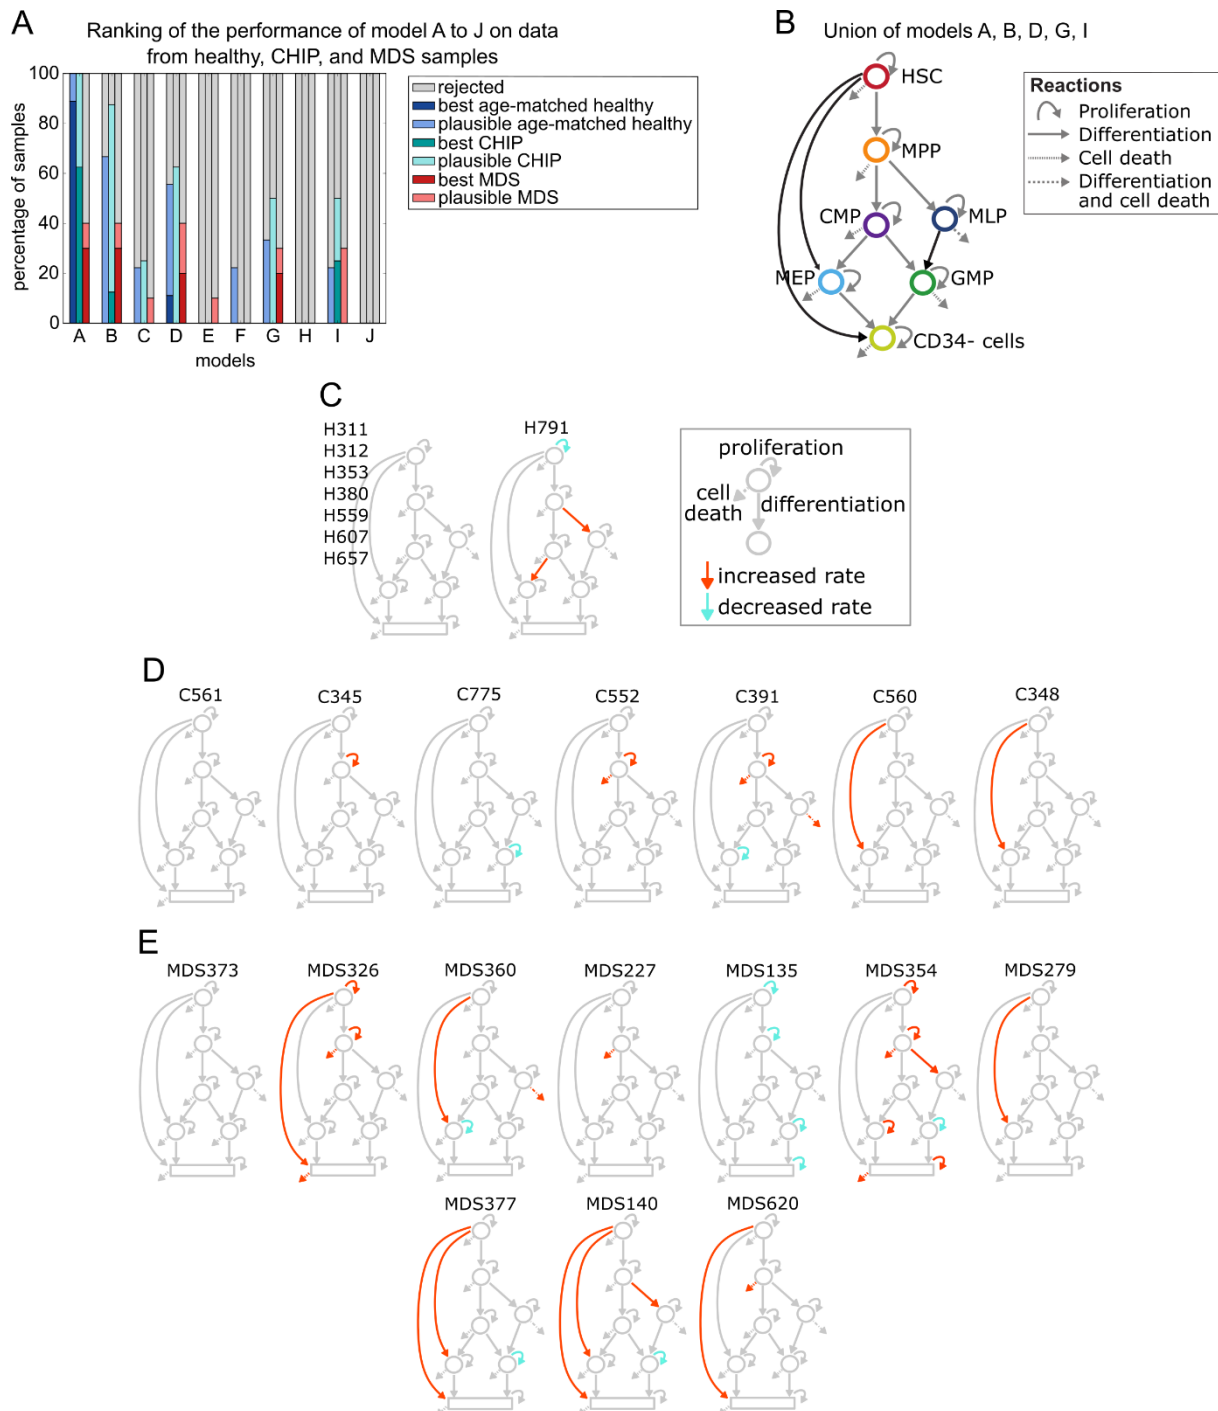 A
Ranking of the performance of model A to J on data
from healthy, CHIP, and MDS samples
percentage of samples
100
80
60
40
20
0
A B C D E F G H I J
models
rejected
best age-matched healthy
plausible age-matched healthy
best CHIP
plausible CHIP
best MDS
plausible MDS
B
Union of models A, B, D, G, I
HSC
MPP
CMP
MLP
MEP
GMP
CD34- cells
Reactions
Proliferation
Differentiation
Cell death
Differentiation
and cell death
C
H311
H312
H353
H380
H559
H607
H657
H791
proliferation
cell
death
differentiation
increased rate
decreased rate
D
C561 C345 C775 C552 C391 C560 C348
E
MDS373 MDS326 MDS360 MDS227 MDS135 MDS354 MDS279
MDS377 MDS140 MDS620